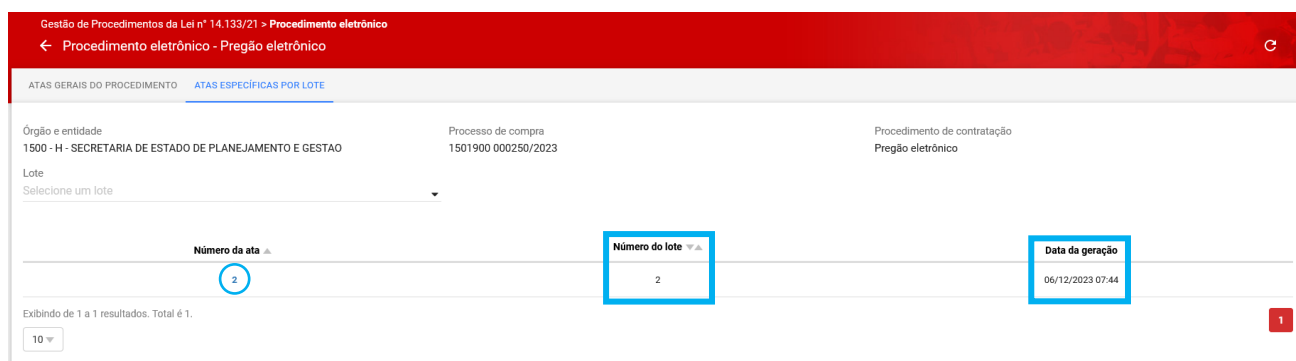 Gestão de Procedimentos da Lei n° 14.133/21 > Procedimento eletrônico
Procedimento eletrônico - Pregão eletrônico
ATAS GERAIS DO PROCEDIMENTO ATAS ESPECÍFICAS POR LOTE
Órgão e entidade Processo de compra Procedimento de contratação
1500 - H - SECRETARIA DE ESTADO DE PLANEJAMENTO E GESTAO 1501900 000250/2023 Pregão eletrônico
Lote
Selecione um lote
Número da ata Número do lote Data da geração
2 2 06/12/2023 07:44
Exibindo de 1 a 1 resultados. Total é 1.
1
10